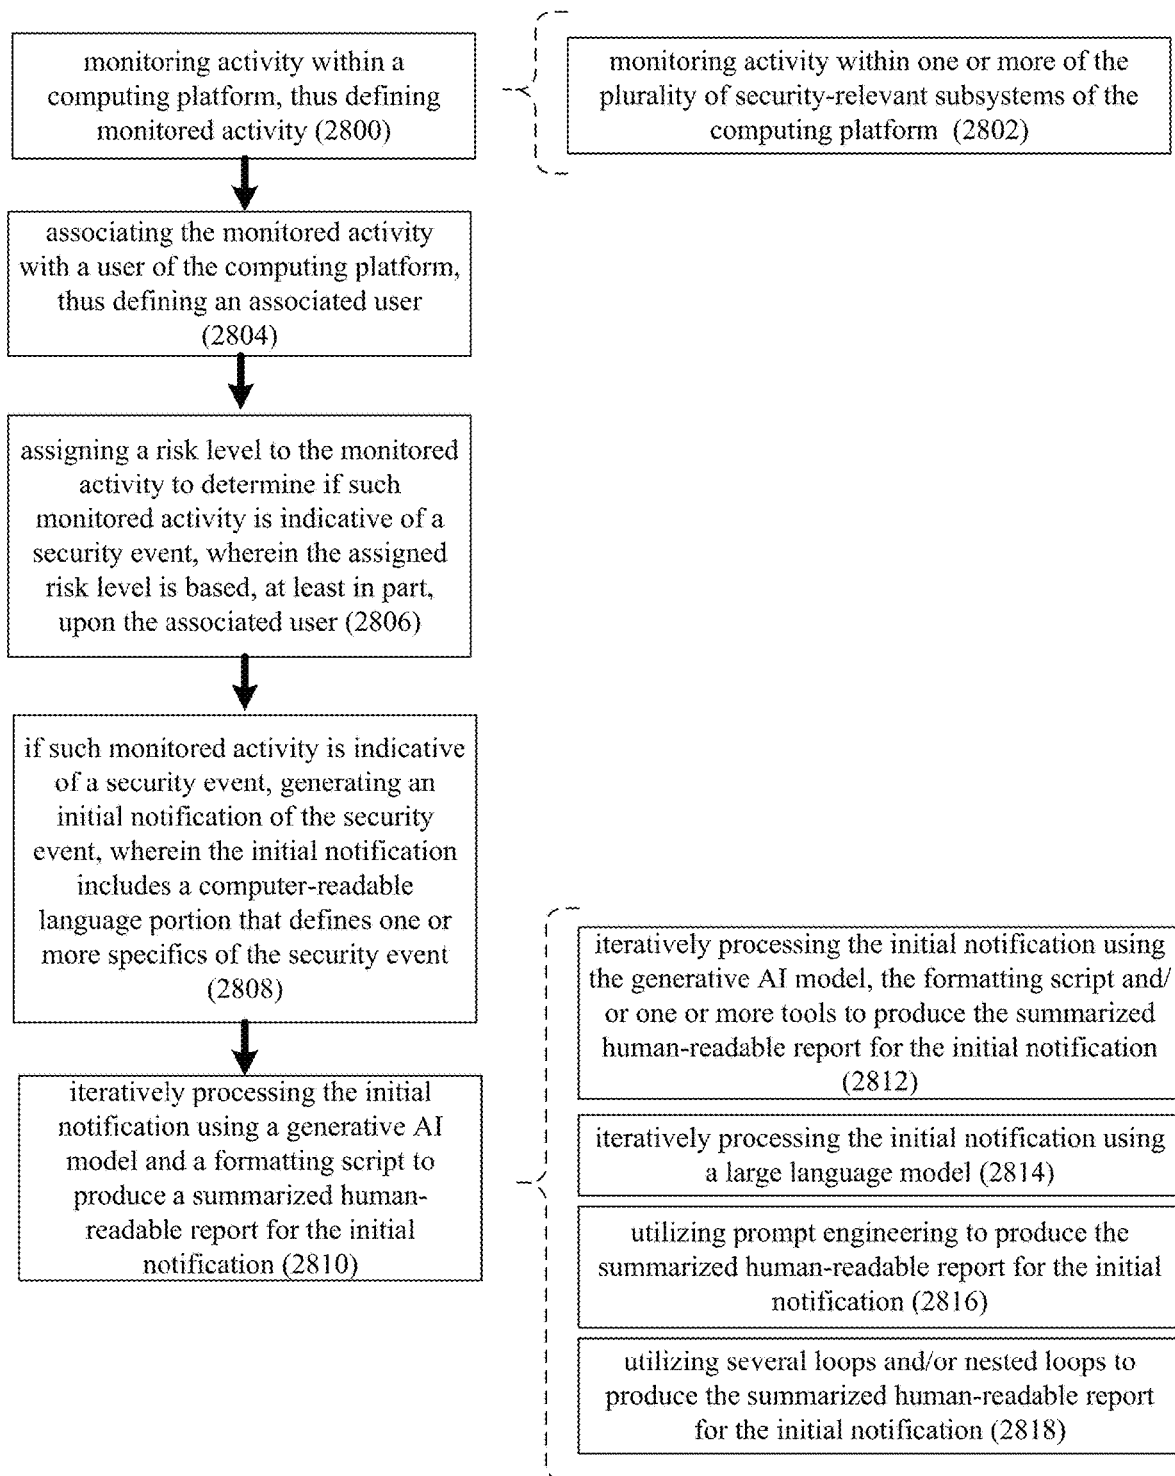 monitoring activity within a
computing platform, thus defining
monitored activity (2800)
monitoring activity within one or more of the
plurality of security-relevant subsystems of the
computing platform (2802)
associating the monitored activity
with a user of the computing platform,
thus defining an associated user
(2804)
assigning a risk level to the monitored
activity to determine if such
monitored activity is indicative of a
security event, wherein the assigned
risk level is based, at least in part,
upon the associated user (2806)
if such monitored activity is indicative
of a security event, generating an
initial notification of the security
event, wherein the initial notification
includes a computer-readable
language portion that defines one or
more specifics of the security event
(2808)
iteratively processing the initial
notification using a generative AI
model and a formatting script to
produce a summarized human-
readable report for the initial
notification (2810)
iteratively processing the initial notification using
the generative AI model, the formatting script and/
or one or more tools to produce the summarized
human-readable report for the initial notification
(2812)
iteratively processing the initial notification using
a large language model (2814)
utilizing prompt engineering to produce the
summarized human-readable report for the initial
notification (2816)
utilizing several loops and/or nested loops to
produce the summarized human-readable report
for the initial notification (2818)